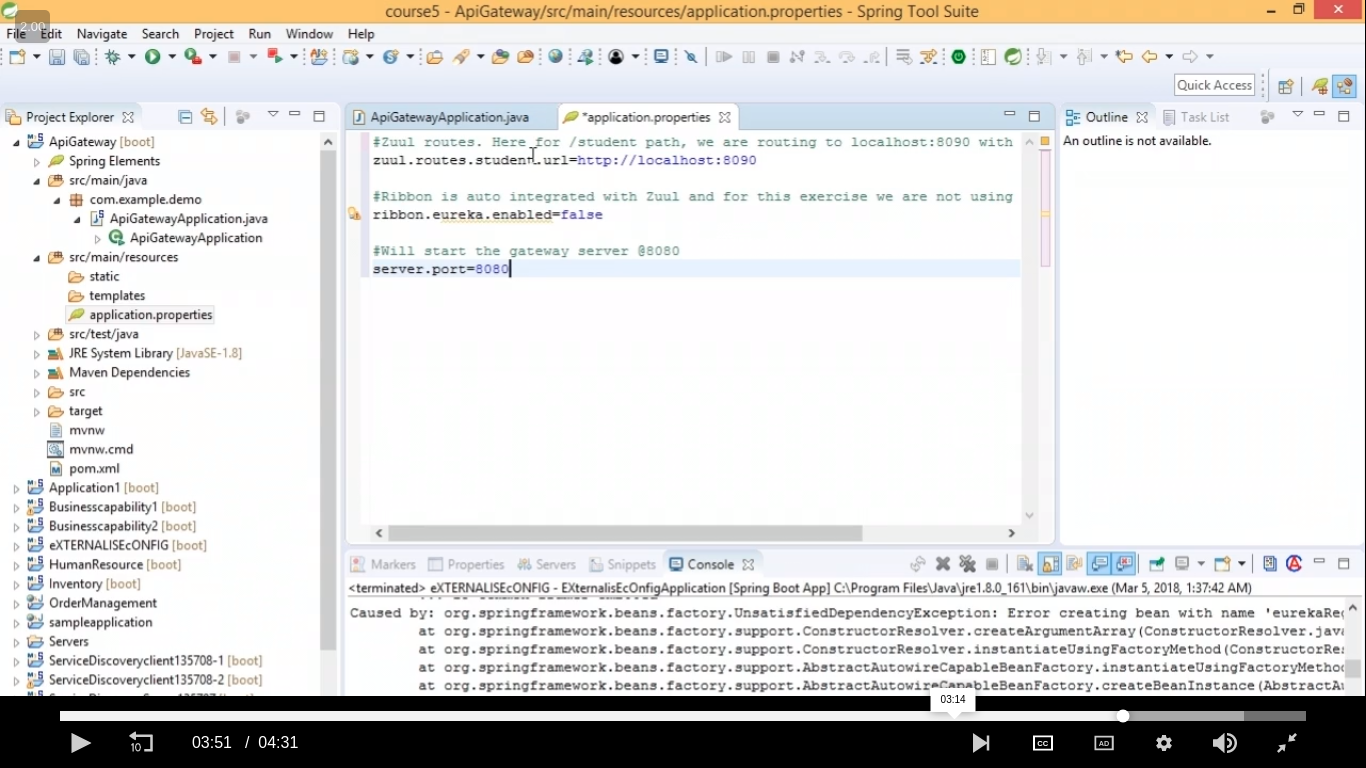 course5 - ApiGateway/src/main/resources/application.properties - Spring Tool Suite
2.00
File Edit Navigate Search Project Run Window Help
Quick Access
Project Explorer
ApiGateway [boot]
Spring Elements
src/main/java
com.example.demo
ApiGatewayApplication.java
ApiGatewayApplication
src/main/resources
static
templates
application.properties
src/test/java
JRE System Library [JavaSE-1.8]
Maven Dependencies
src
target
mvnw
mvnw.cmd
pom.xml
Application1 [boot]
Businesscapability1 [boot]
Businesscapability2 [boot]
eXTERNALISEcONFIG [boot]
HumanResource [boot]
Inventory [boot]
OrderManagement
sampleapplication
Servers
ServiceDiscoveryclient135708-1 [boot]
ServiceDiscoveryclient135708-2 [boot]
ApiGatewayApplication.java *application.properties
#Zuul routes. Here for /student path, we are routing to localhost:8090 with
zuul.routes.student.url=http://localhost:8090
#Ribbon is auto integrated with Zuul and for this exercise we are not using
ribbon.eureka.enabled=false
#Will start the gateway server @8080
server.port=8080
Outline Task List
An outline is not available.
Markers Properties Servers Snippets Console
<terminated> eXTERNALISEcONFIG - EXternalisEcOnfigApplication [Spring Boot App] C:\Program Files\Java\jre1.8.0_161\bin\javaw.exe (Mar 5, 2018, 1:37:42 AM)
Caused by: org.springframework.beans.factory.UnsatisfiedDependencyException: Error creating bean with name 'eurekaReg
at org.springframework.beans.factory.support.ConstructorResolver.createArgumentArray(ConstructorResolver.java
at org.springframework.beans.factory.support.ConstructorResolver.instantiateUsingFactoryMethod(ConstructorRes
at org.springframework.beans.factory.support.AbstractAutowireCapableBeanFactory.instantiateUsingFactoryMetho
at org.springframework.beans.factory.support.AbstractAutowireCapableBeanFactory.createBeanInstance(AbstractAu
03:14
10 03:51 / 04:31 CC AD